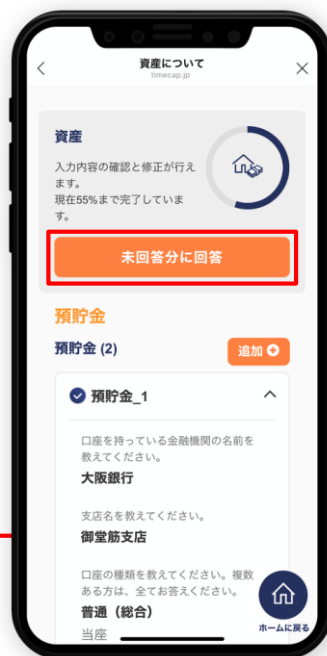 資産について
timecap.jp
資産
入力内容の確認と修正が行え
ます。
現在55%まで完了していま
す。
未回答分に回答
預貯金
預貯金 (2)
追加
預貯金_1
口座を持っている金融機関の名前を
教えてください。
大阪銀行
支店名を教えてください。
御堂筋支店
口座の種類を教えてください。複数
ある方は、全てお答えください。
普通（総合）
当座
ホームに戻る